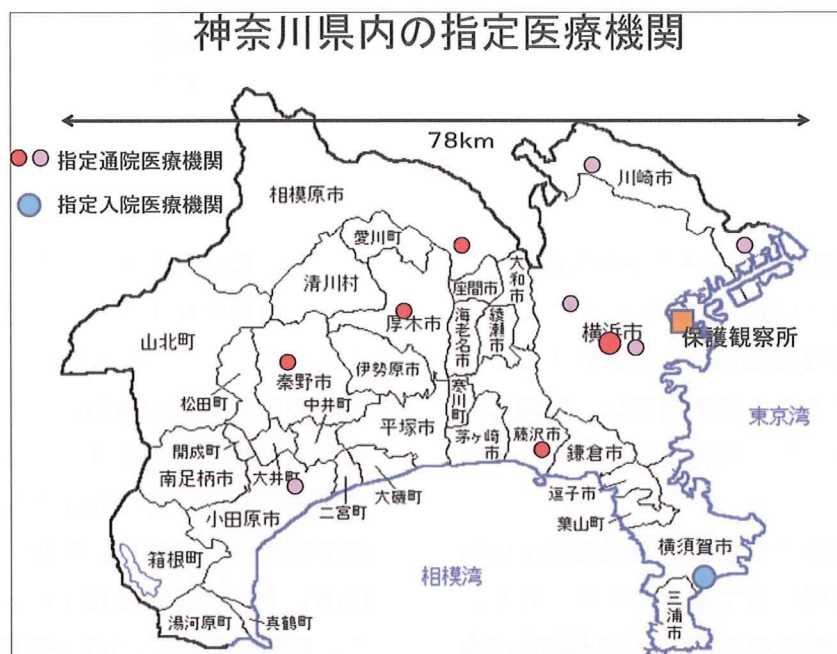 神奈川県内の指定医療機関
78km
指定通院医療機関
指定入院医療機関
川崎市
相模原市
愛川町
清川村
座間市
大和市
厚木市
海老名市
綾瀬市
横浜市
保護観察所
山北町
秦野市
伊勢原市
松田町
中井町
寒川町
平塚市
茅ヶ崎市
藤沢市
鎌倉市
東京湾
開成町
南足柄市
大井町
小田原市
二宮町
大磯町
逗子市
葉山町
箱根町
横須賀市
相模湾
三浦市
湯河原町
真鶴町